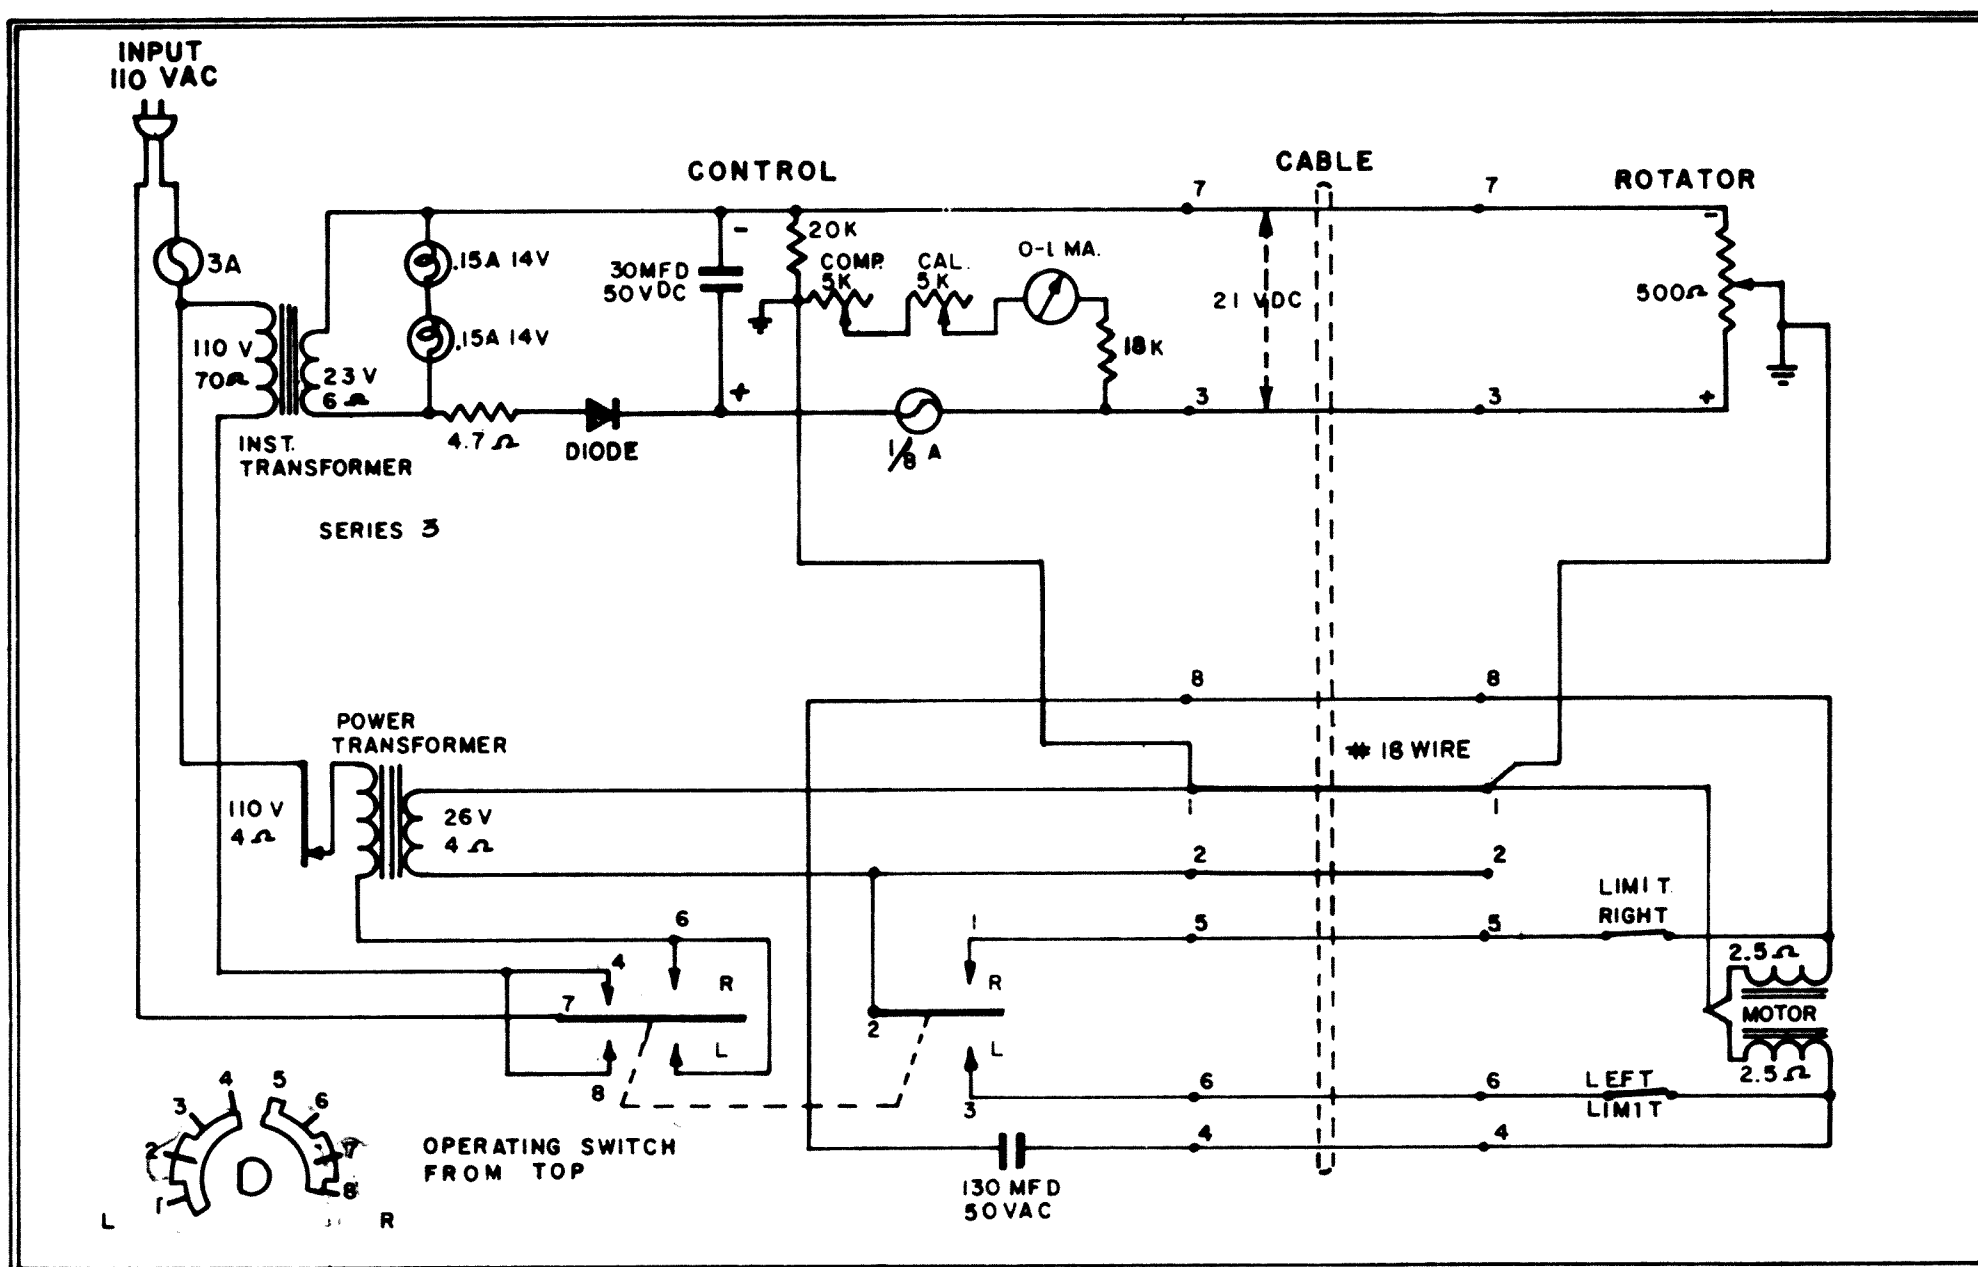 INPUT
110 VAC
CONTROL
CABLE
ROTATOR
7
7
3A
.15A 14V
.15A 14V
-
30MFD
50VDC
+
20K
COMP.
5K
CAL.
5K
0-1 MA.
18K
21 VDC
-
500Ω
+
110 V
70Ω
23 V
6 Ω
INST.
TRANSFORMER
4.7 Ω
DIODE
1/8 A
3
3
SERIES 3
8
8
POWER
TRANSFORMER
# 18 WIRE
110 V
4 Ω
26 V
4 Ω
1
1
2
2
LIMIT
RIGHT
6
1
5
5
4
R
R
7
2
L
L
8
3
2.5 Ω
MOTOR
2.5 Ω
6
6
LEFT
LIMIT
4
4
130 MFD
50 VAC
4
5
3
6
2
7
1
8
D
L
R
OPERATING SWITCH
FROM TOP